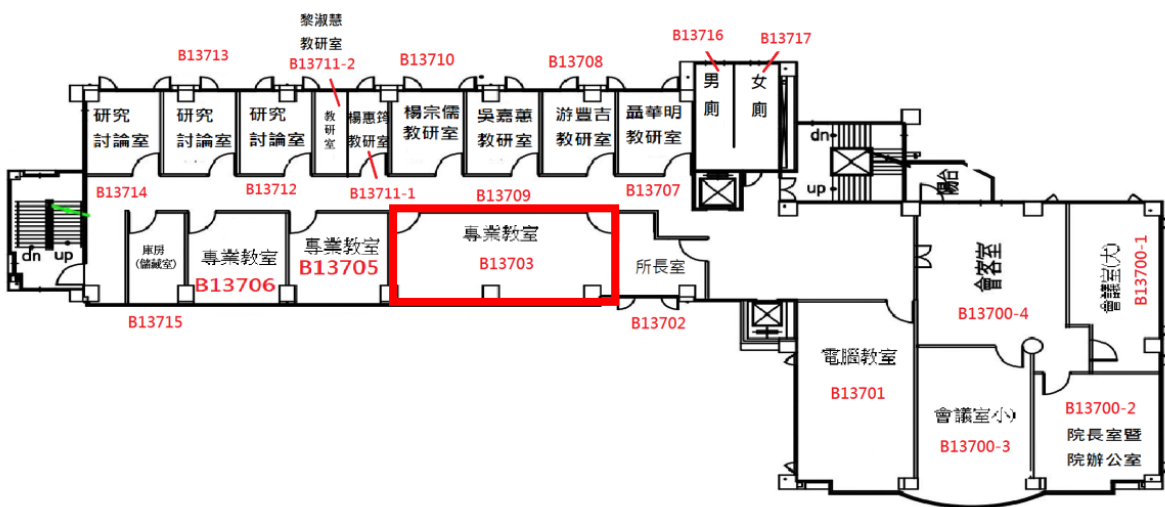 黎淑慧
教研室
B13711-2
B13713
B13710
B13708
B13716
B13717
研究
討論室
研究
討論室
研究
討論室
教研室
楊惠筠
教研室
楊宗儒
教研室
吳嘉蕙
教研室
游豐吉
教研室
聶華明
教研室
男廁
女廁
dn
up
陽台
B13714
B13712
B13711-1
B13709
B13707
dn
up
庫房
(儲藏室)
專業教室
B13706
專業教室
B13705
專業教室
B13703
所長室
B13715
B13702
會客室
B13700-4
會議室(大)
B13700-1
電腦教室
B13701
會議室小)
B13700-3
B13700-2
院長室暨
院辦公室